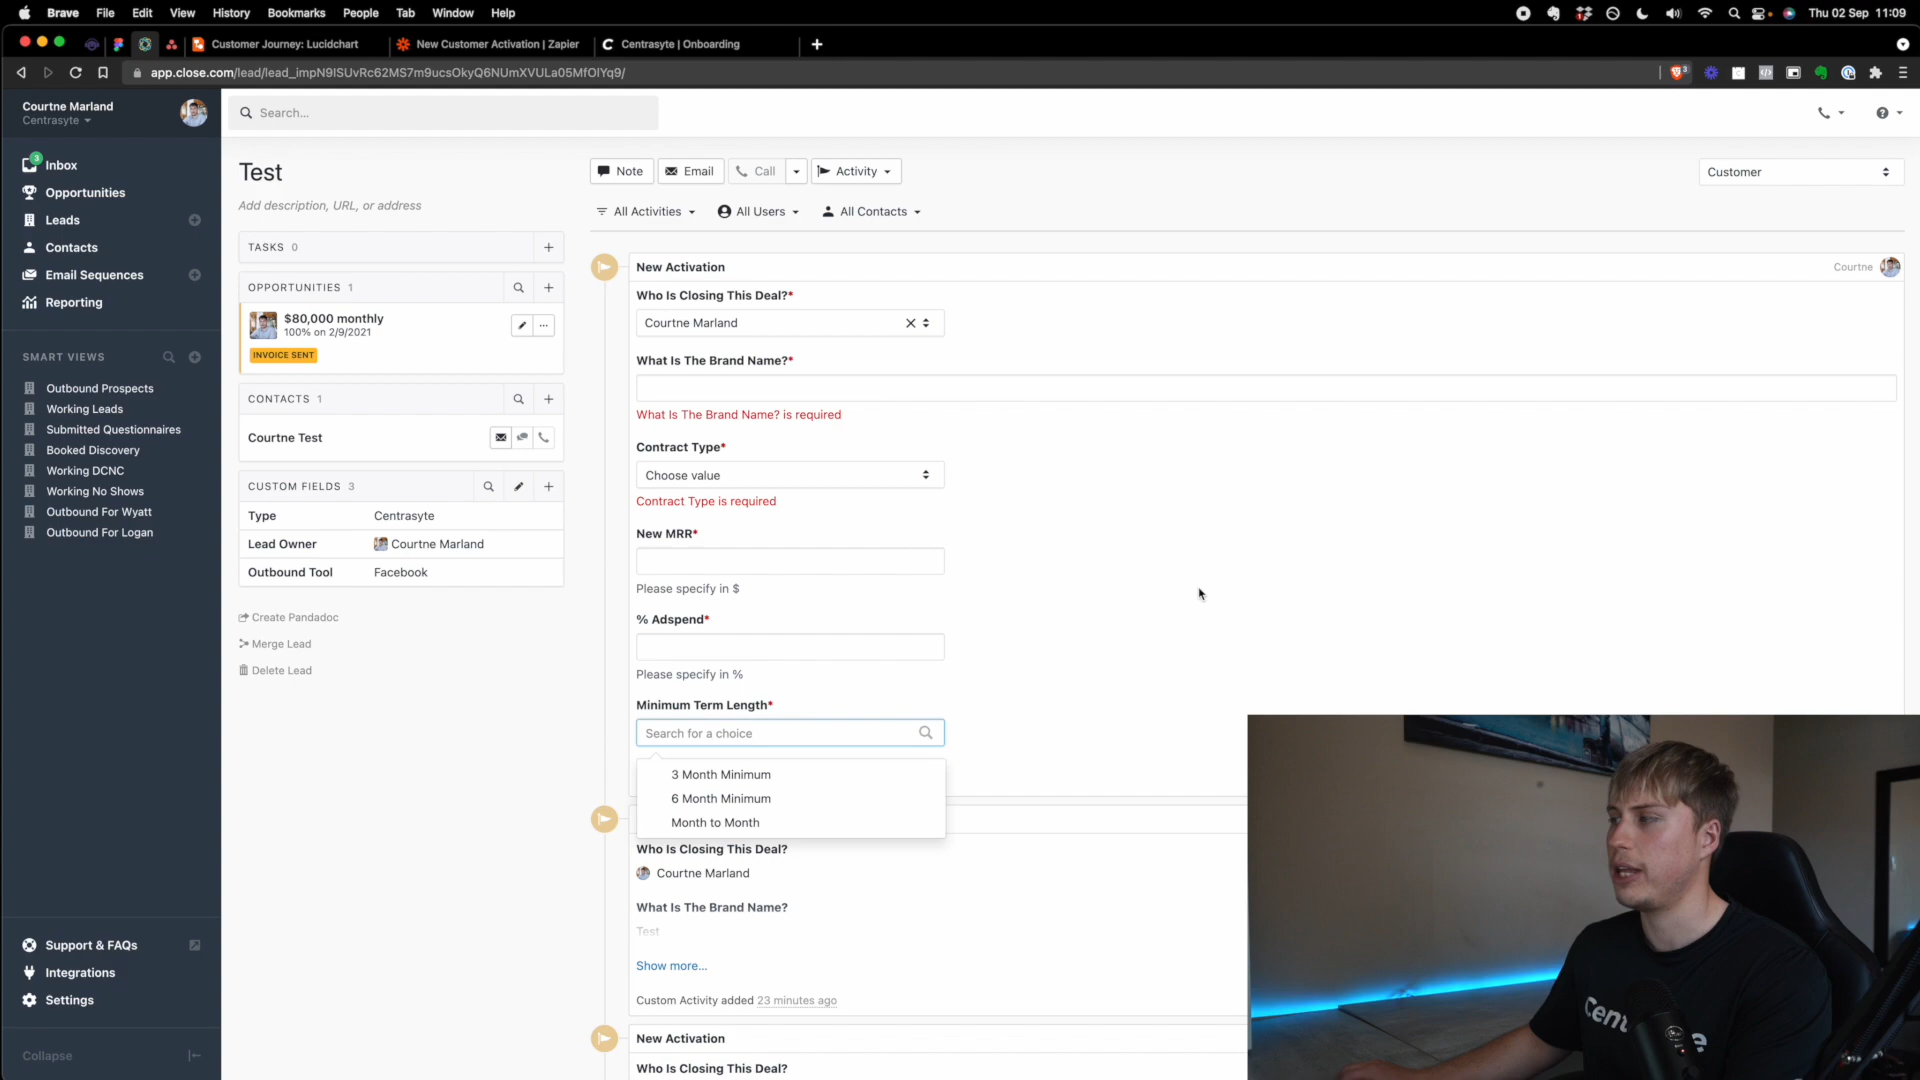 Brave File Edit View History Bookmarks People Tab Window Help Thu 02 Sep 11:09
Customer Journey: Lucidchart New Customer Activation | Zapier Centrasyte | Onboarding
app.close.com/lead/lead_impN9ISUvRc62MS7m9ucsOkyQ6NUmXVULa05MfOIYq9/
Courtne Marland
Centrasyte
Search...
3
Inbox
Opportunities
Leads
Contacts
Email Sequences
Reporting
SMART VIEWS
Outbound Prospects
Working Leads
Submitted Questionnaires
Booked Discovery
Working DCNC
Working No Shows
Outbound For Wyatt
Outbound For Logan
Support & FAQs
Integrations
Settings
Collapse
Test
Add description, URL, or address
TASKS 0
OPPORTUNITIES 1
$80,000 monthly
100% on 2/9/2021
INVOICE SENT
CONTACTS 1
Courtne Test
CUSTOM FIELDS 3
Type Centrasyte
Lead Owner Courtne Marland
Outbound Tool Facebook
Create Pandadoc
Merge Lead
Delete Lead
Note Email Call Activity
Customer
All Activities All Users All Contacts
New Activation
Courtne
Who Is Closing This Deal?*
Courtne Marland
What Is The Brand Name?*
What Is The Brand Name? is required
Contract Type*
Choose value
Contract Type is required
New MRR*
Please specify in $
% Adspend*
Please specify in %
Minimum Term Length*
Search for a choice
3 Month Minimum
6 Month Minimum
Month to Month
Who Is Closing This Deal?
Courtne Marland
What Is The Brand Name?
Test
Show more...
Custom Activity added 23 minutes ago
New Activation
Who Is Closing This Deal?